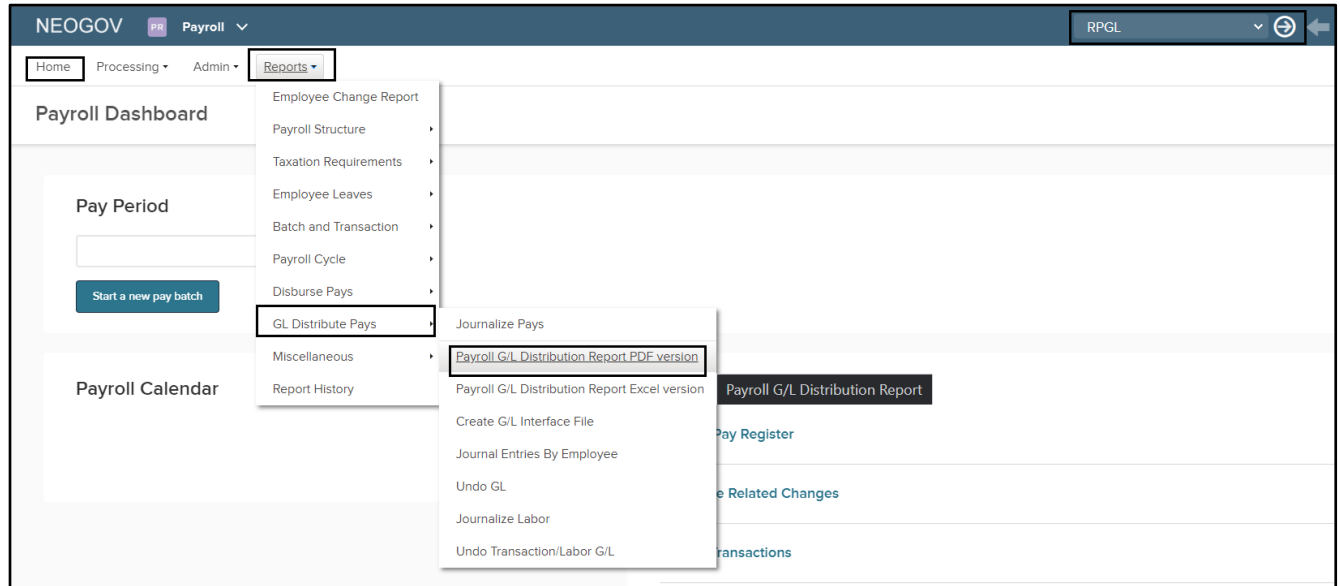 NEOGOV PR Payroll RPGL
Home Processing Admin Reports
Payroll Dashboard
Employee Change Report
Payroll Structure
Taxation Requirements
Employee Leaves
Batch and Transaction
Payroll Cycle
Disburse Pays
GL Distribute Pays
Miscellaneous
Report History
Journalize Pays
Payroll G/L Distribution Report PDF version
Payroll G/L Distribution Report Excel version
Create G/L Interface File
Journal Entries By Employee
Undo GL
Journalize Labor
Undo Transaction/Labor G/L
Payroll G/L Distribution Report
Pay Period
Start a new pay batch
Payroll Calendar
Pay Register
e Related Changes
ransactions